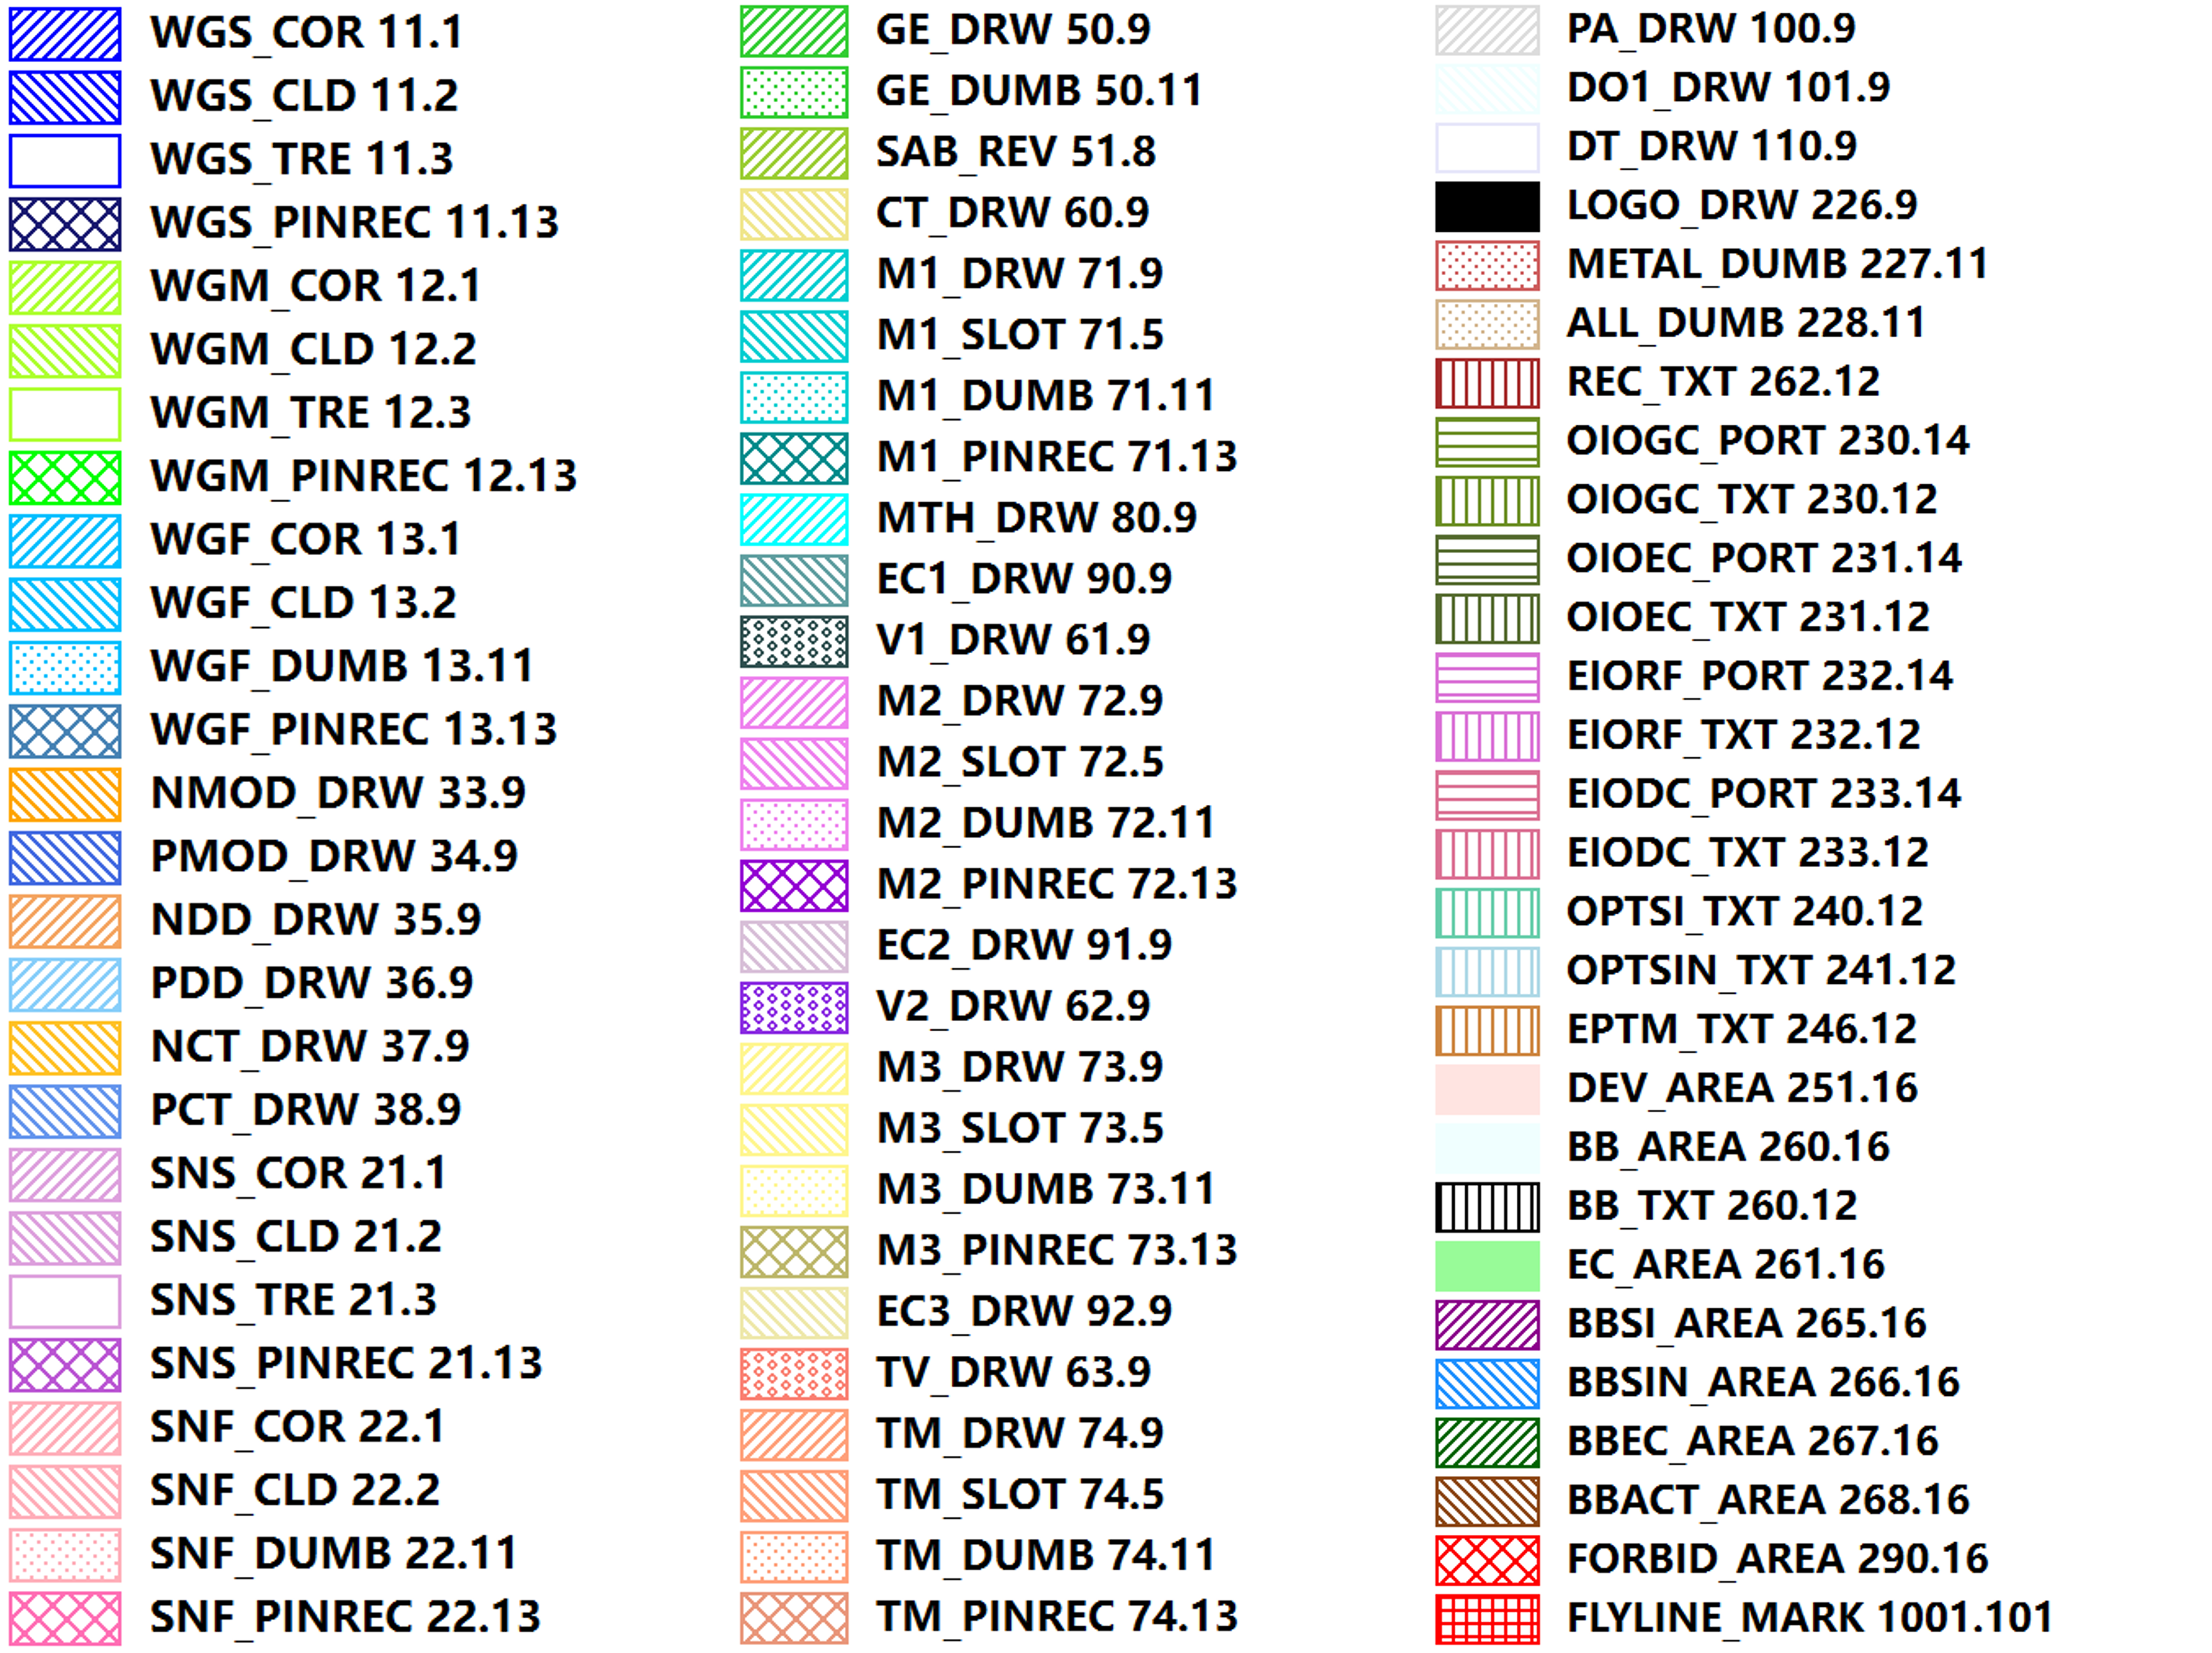 WGS_COR 11.1
WGS_CLD 11.2
WGS_TRE 11.3
WGS_PINREC 11.13
WGM_COR 12.1
WGM_CLD 12.2
WGM_TRE 12.3
WGM_PINREC 12.13
WGF_COR 13.1
WGF_CLD 13.2
WGF_DUMB 13.11
WGF_PINREC 13.13
NMOD_DRW 33.9
PMOD_DRW 34.9
NDD_DRW 35.9
PDD_DRW 36.9
NCT_DRW 37.9
PCT_DRW 38.9
SNS_COR 21.1
SNS_CLD 21.2
SNS_TRE 21.3
SNS_PINREC 21.13
SNF_COR 22.1
SNF_CLD 22.2
SNF_DUMB 22.11
SNF_PINREC 22.13
GE_DRW 50.9
GE_DUMB 50.11
SAB_REV 51.8
CT_DRW 60.9
M1_DRW 71.9
M1_SLOT 71.5
M1_DUMB 71.11
M1_PINREC 71.13
MTH_DRW 80.9
EC1_DRW 90.9
V1_DRW 61.9
M2_DRW 72.9
M2_SLOT 72.5
M2_DUMB 72.11
M2_PINREC 72.13
EC2_DRW 91.9
V2_DRW 62.9
M3_DRW 73.9
M3_SLOT 73.5
M3_DUMB 73.11
M3_PINREC 73.13
EC3_DRW 92.9
TV_DRW 63.9
TM_DRW 74.9
TM_SLOT 74.5
TM_DUMB 74.11
TM_PINREC 74.13
PA_DRW 100.9
DO1_DRW 101.9
DT_DRW 110.9
LOGO_DRW 226.9
METAL_DUMB 227.11
ALL_DUMB 228.11
REC_TXT 262.12
OIOGC_PORT 230.14
OIOGC_TXT 230.12
OIOEC_PORT 231.14
OIOEC_TXT 231.12
EIORF_PORT 232.14
EIORF_TXT 232.12
EIODC_PORT 233.14
EIODC_TXT 233.12
OPTSI_TXT 240.12
OPTSIN_TXT 241.12
EPTM_TXT 246.12
DEV_AREA 251.16
BB_AREA 260.16
BB_TXT 260.12
EC_AREA 261.16
BBSI_AREA 265.16
BBSIN_AREA 266.16
BBEC_AREA 267.16
BBACT_AREA 268.16
FORBID_AREA 290.16
FLYLINE_MARK 1001.101